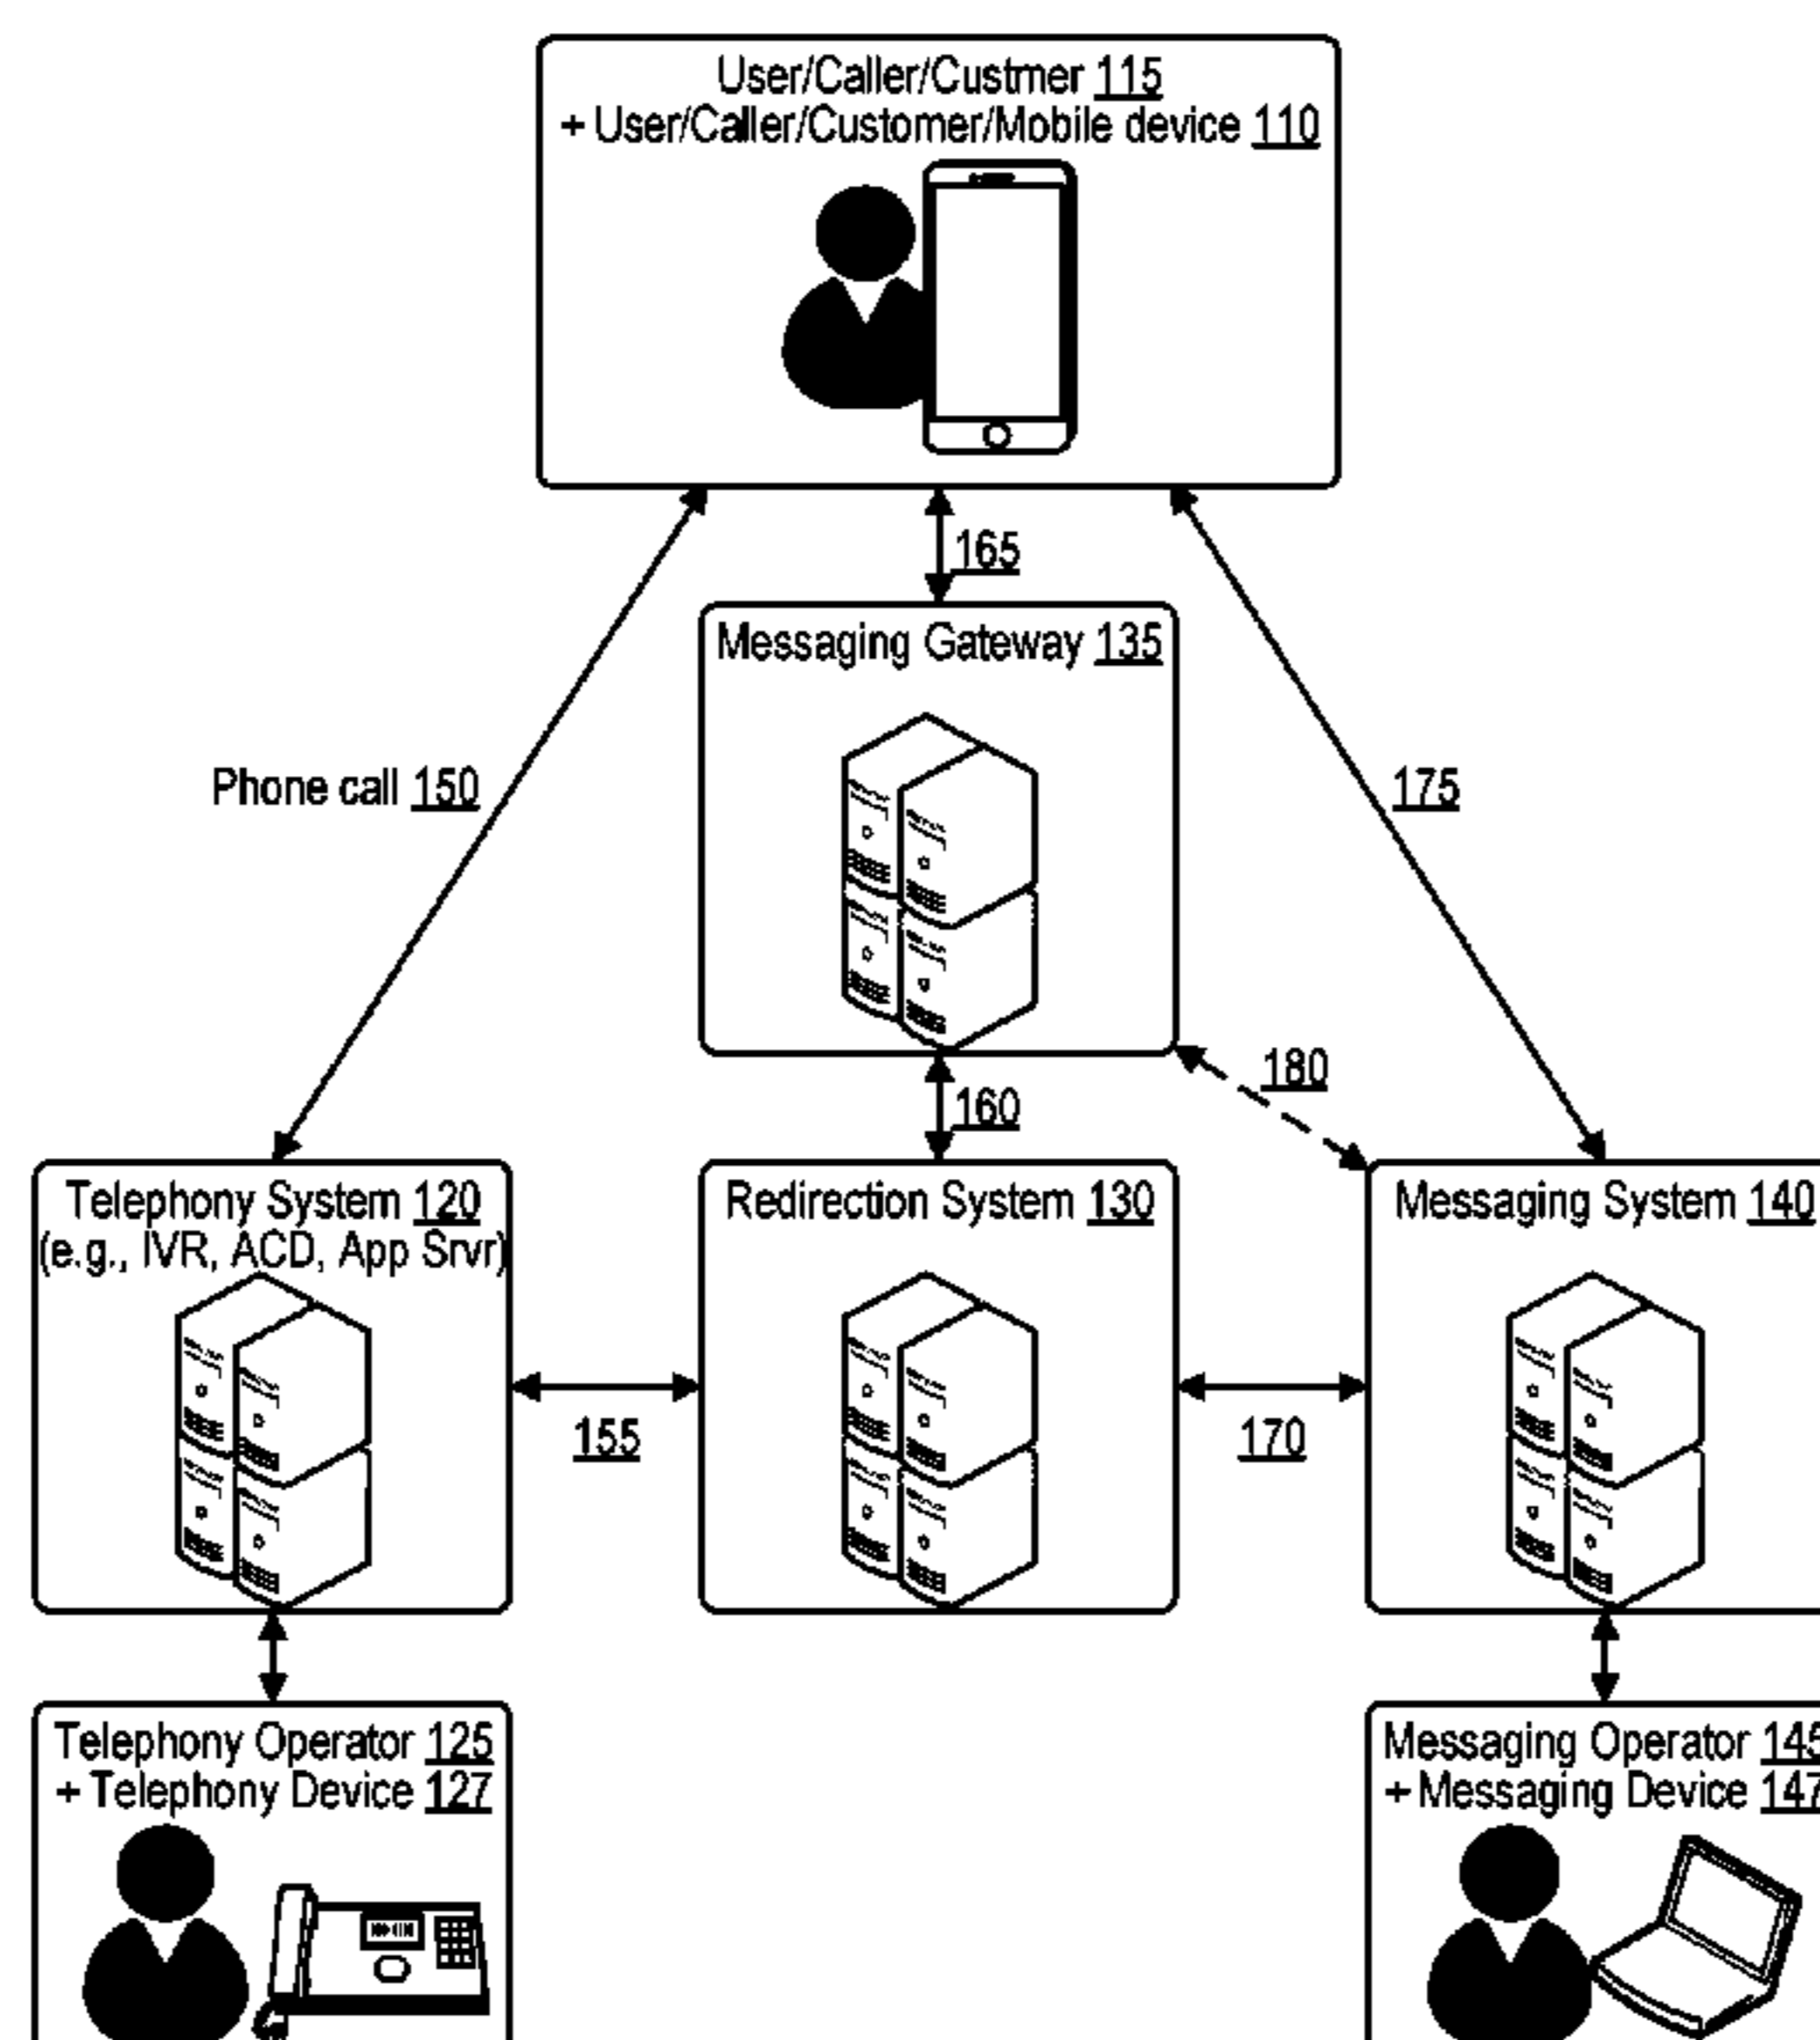 User/Caller/Custmer 115
+ User/Caller/Customer/Mobile device 110
165
Messaging Gateway 135
Phone call 150
175
180
160
Telephony System 120
(e.g., IVR, ACD, App Srvr)
Redirection System 130
Messaging System 140
155
170
Telephony Operator 125
+ Telephony Device 127
Messaging Operator 145
+ Messaging Device 147